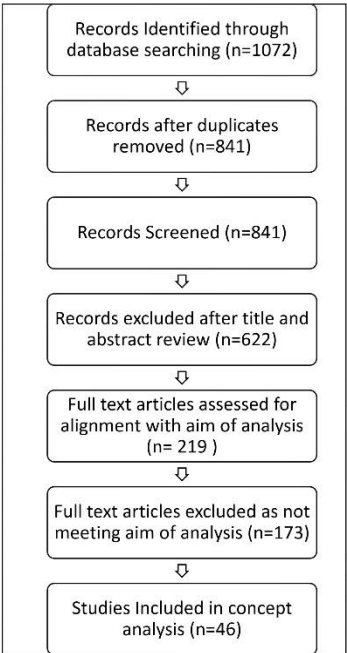 Records Identified through
database searching (n=1072)
Records after duplicates
removed (n=841)
Records Screened (n=841)
Records excluded after title and
abstract review (n=622)
Full text articles assessed for
alignment with aim of analysis
(n= 219 )
Full text articles excluded as not
meeting aim of analysis (n=173)
Studies Included in concept
analysis (n=46)